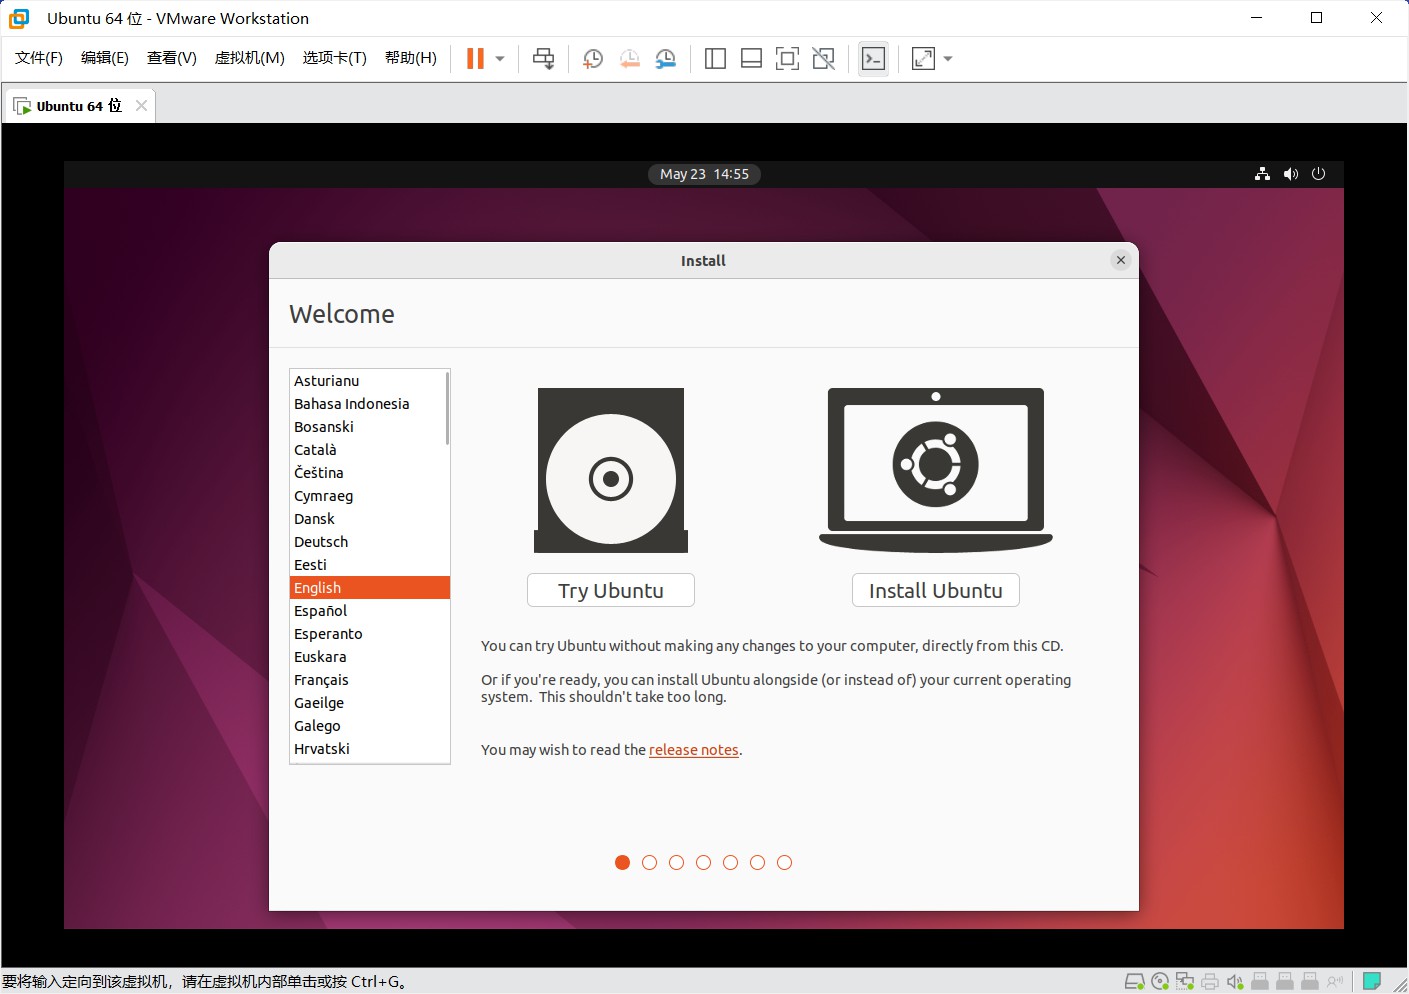 Ubuntu 64 位 - VMware Workstation
文件(F) 编辑(E) 查看(V) 虚拟机(M) 选项卡(T) 帮助(H)
Ubuntu 64 位
May 23 14:55
Install
Welcome
Asturianu
Bahasa Indonesia
Bosanski
Català
Čeština
Cymraeg
Dansk
Deutsch
Eesti
English
Español
Esperanto
Euskara
Français
Gaeilge
Galego
Hrvatski
Try Ubuntu
Install Ubuntu
You can try Ubuntu without making any changes to your computer, directly from this CD.
Or if you're ready, you can install Ubuntu alongside (or instead of) your current operating
system. This shouldn't take too long.
You may wish to read the release notes.
要将输入定向到该虚拟机，请在虚拟机内部单击或按 Ctrl+G。